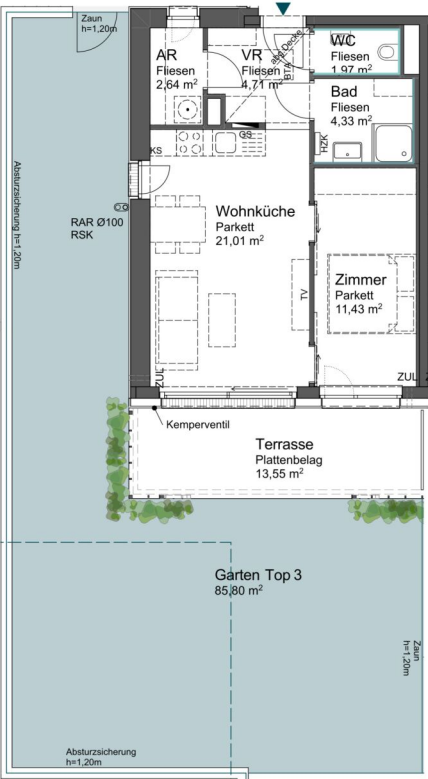 Zaun
h=1,20m
AR
Fliesen
2,64 m²
VR
Fliesen
4,71 m²
abg Decke
BTA
WC
Fliesen
1,97 m²
Bad
Fliesen
4,33 m²
HZK
GS
KS
Absturzsicherung h=1,20m
RAR Ø100
RSK
Wohnküche
Parkett
21,01 m²
TV
Zimmer
Parkett
11,43 m²
ZUL
ZUL
Kemperventil
Terrasse
Plattenbelag
13,55 m²
Garten Top 3
85,80 m²
Zaun
h=1,20m
Absturzsicherung
h=1,20m